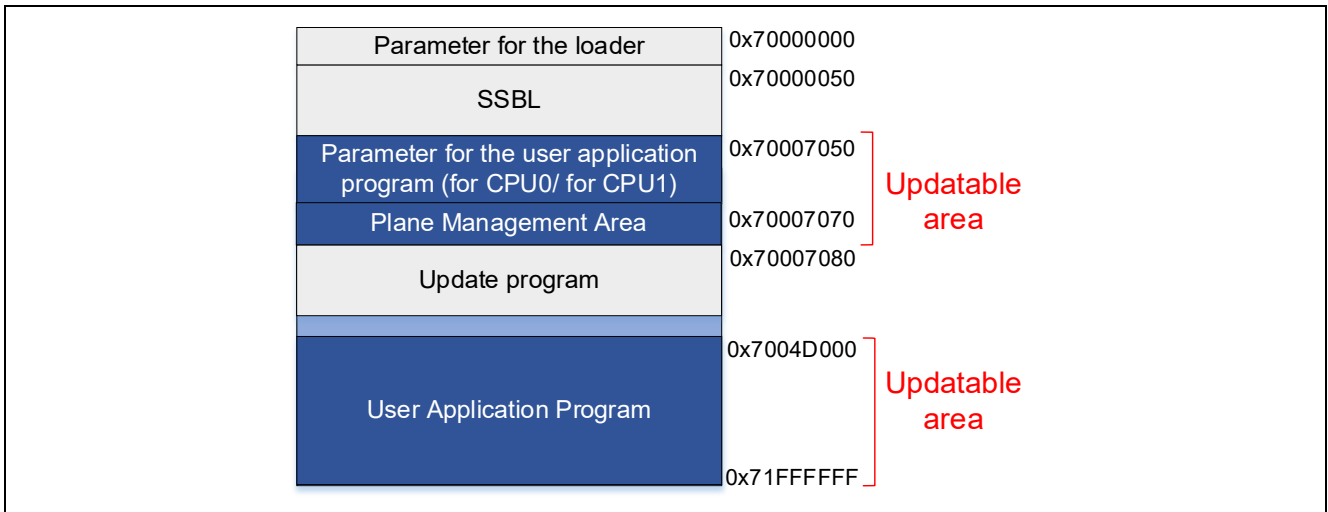 Parameter for the loader
0x70000000
0x70000050
SSBL
Parameter for the user application
program (for CPU0/ for CPU1)
0x70007050
Updatable
area
Plane Management Area
0x70007070
0x70007080
Update program
0x7004D000
Updatable
area
User Application Program
0x71FFFFFF